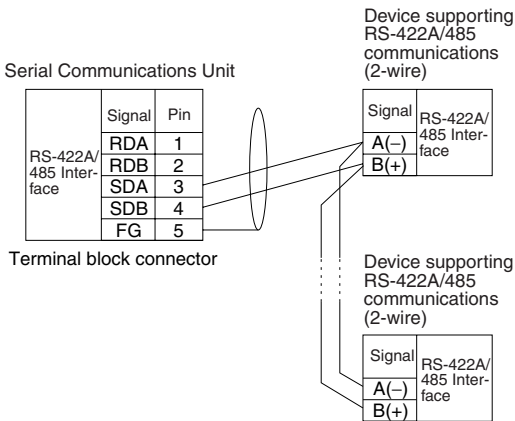 Device supporting
RS-422A/485
communications
(2-wire)
Serial Communications Unit
RS-422A/
485 Inter-
face
Signal Pin
RDA 1
RDB 2
SDA 3
SDB 4
FG 5
Terminal block connector
Signal
A(−)
B(+)
RS-422A/
485 Inter-
face
Device supporting
RS-422A/485
communications
(2-wire)
Signal
A(−)
B(+)
RS-422A/
485 Inter-
face